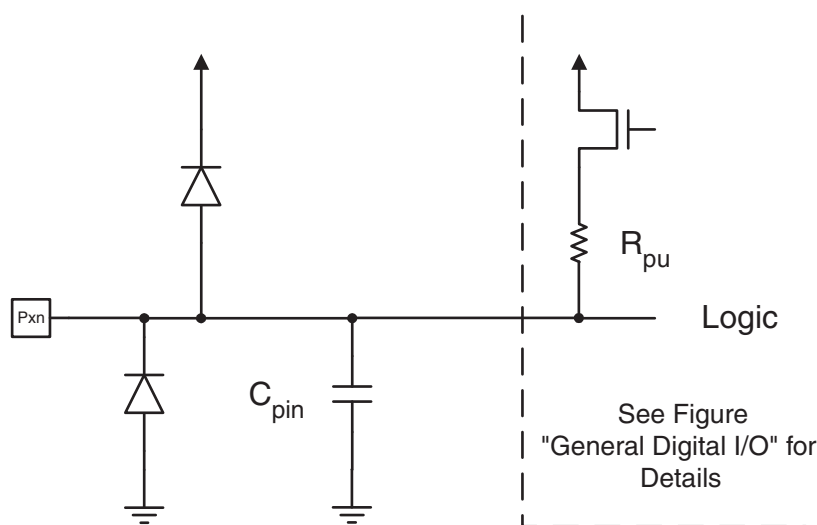 R
pu
Pxn
Logic
C
pin
See Figure
"General Digital I/O" for
Details